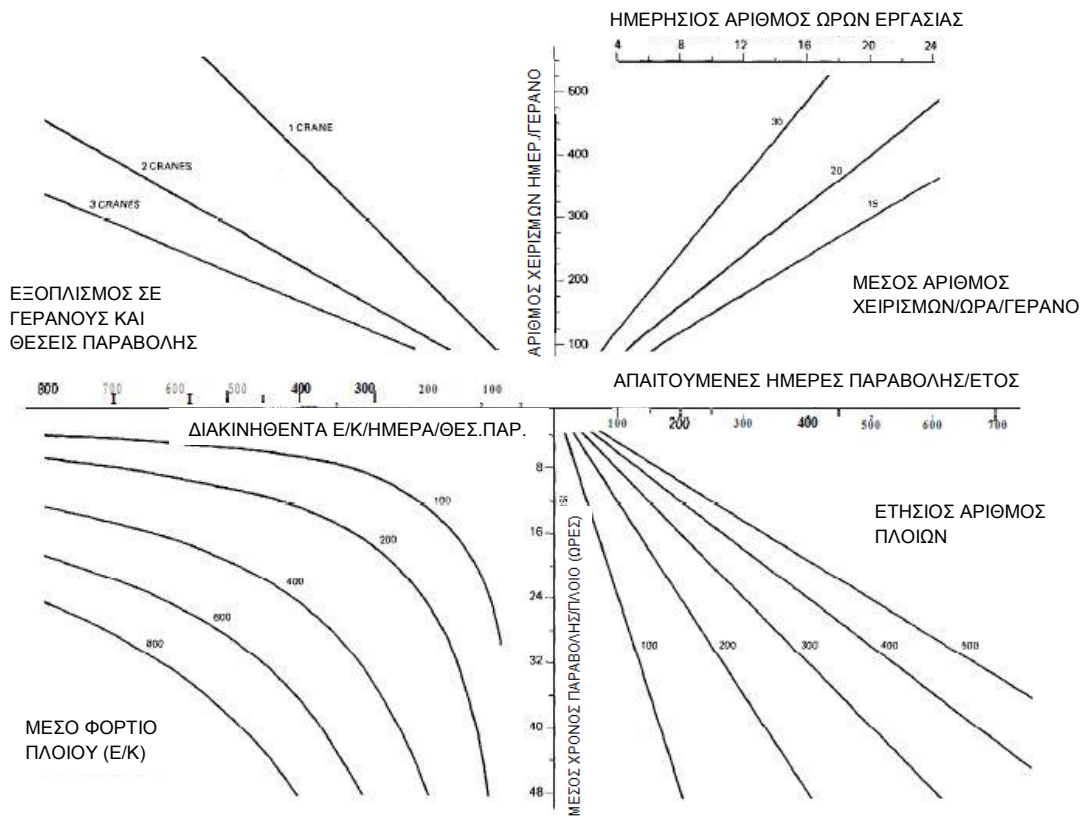 ΗΜΕΡΗΣΙΟΣ ΑΡΙΘΜΟΣ ΩΡΩΝ ΕΡΓΑΣΙΑΣ
4 8 12 16 20 24
ΑΡΙΘΜΟΣ ΧΕΙΡΙΣΜΩΝ ΗΜΕΡ./ΓΕΡΑΝΟ
500
400
300
200
100
1 CRANE
2 CRANES
3 CRANES
30
20
15
ΕΞΟΠΛΙΣΜΟΣ ΣΕ
ΓΕΡΑΝΟΥΣ ΚΑΙ
ΘΕΣΕΙΣ ΠΑΡΑΒΟΛΗΣ
ΜΕΣΟΣ ΑΡΙΘΜΟΣ
ΧΕΙΡΙΣΜΩΝ/ΩΡΑ/ΓΕΡΑΝΟ
800 700 600 500 400 300 200 100
ΔΙΑΚΙΝΗΘΕΝΤΑ Ε/Κ/ΗΜΕΡΑ/ΘΕΣ.ΠΑΡ.
ΑΠΑΙΤΟΥΜΕΝΕΣ ΗΜΕΡΕΣ ΠΑΡΑΒΟΛΗΣ/ΕΤΟΣ
100 200 300 400 500 600 700
8
16
24
32
40
48
ΜΕΣΟΣ ΧΡΟΝΟΣ ΠΑΡΑΒΟΛΗΣ/ΠΛΟΙΟ (ΩΡΕΣ)
100
200
400
600
800
ΜΕΣΟ ΦΟΡΤΙΟ
ΠΛΟΙΟΥ (Ε/Κ)
ΕΤΗΣΙΟΣ ΑΡΙΘΜΟΣ
ΠΛΟΙΩΝ
100 200 300 400 500